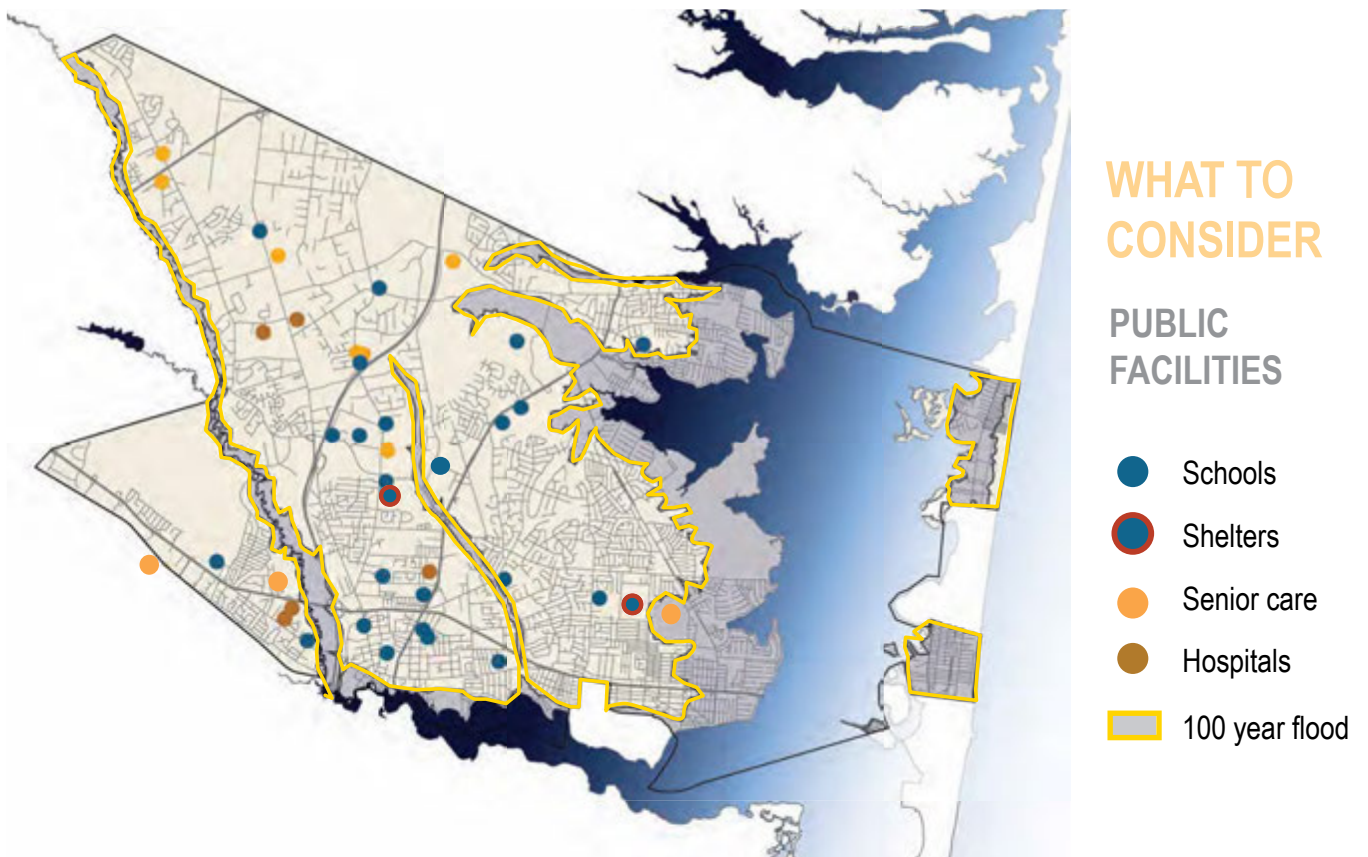 WHAT TO
CONSIDER
PUBLIC
FACILITIES
Schools
Shelters
Senior care
Hospitals
100 year flood